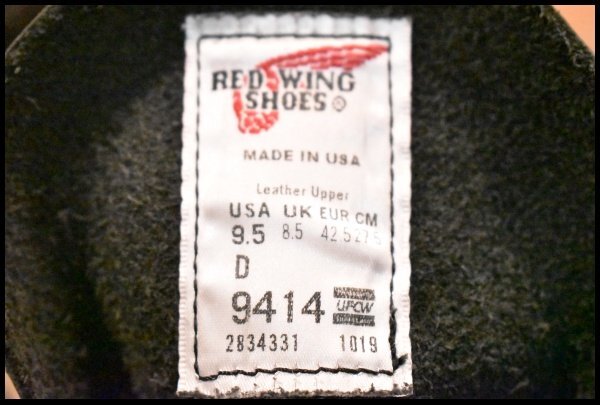 RED WING
SHOES ®
MADE IN USA
Leather Upper
USA UK EUR CM
9.5 8.5 42.5 27.5
D
9414 UFCW
2834331 1019